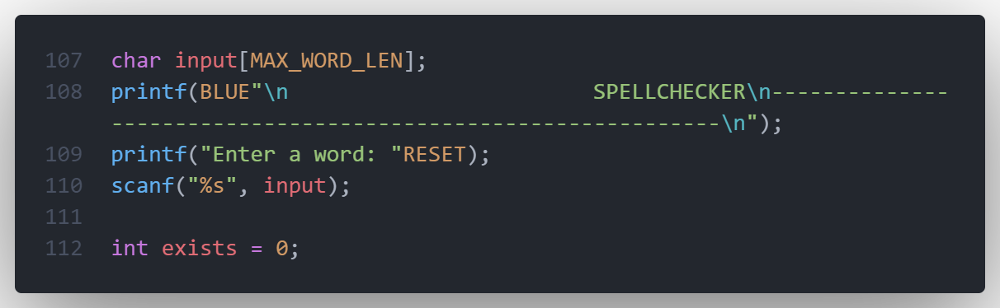 107 char input[MAX_WORD_LEN];
108 printf(BLUE"\n                        SPELLCHECKER\n--------------
------------------------------------------------\n");
109 printf("Enter a word: "RESET);
110 scanf("%s", input);
111
112 int exists = 0;